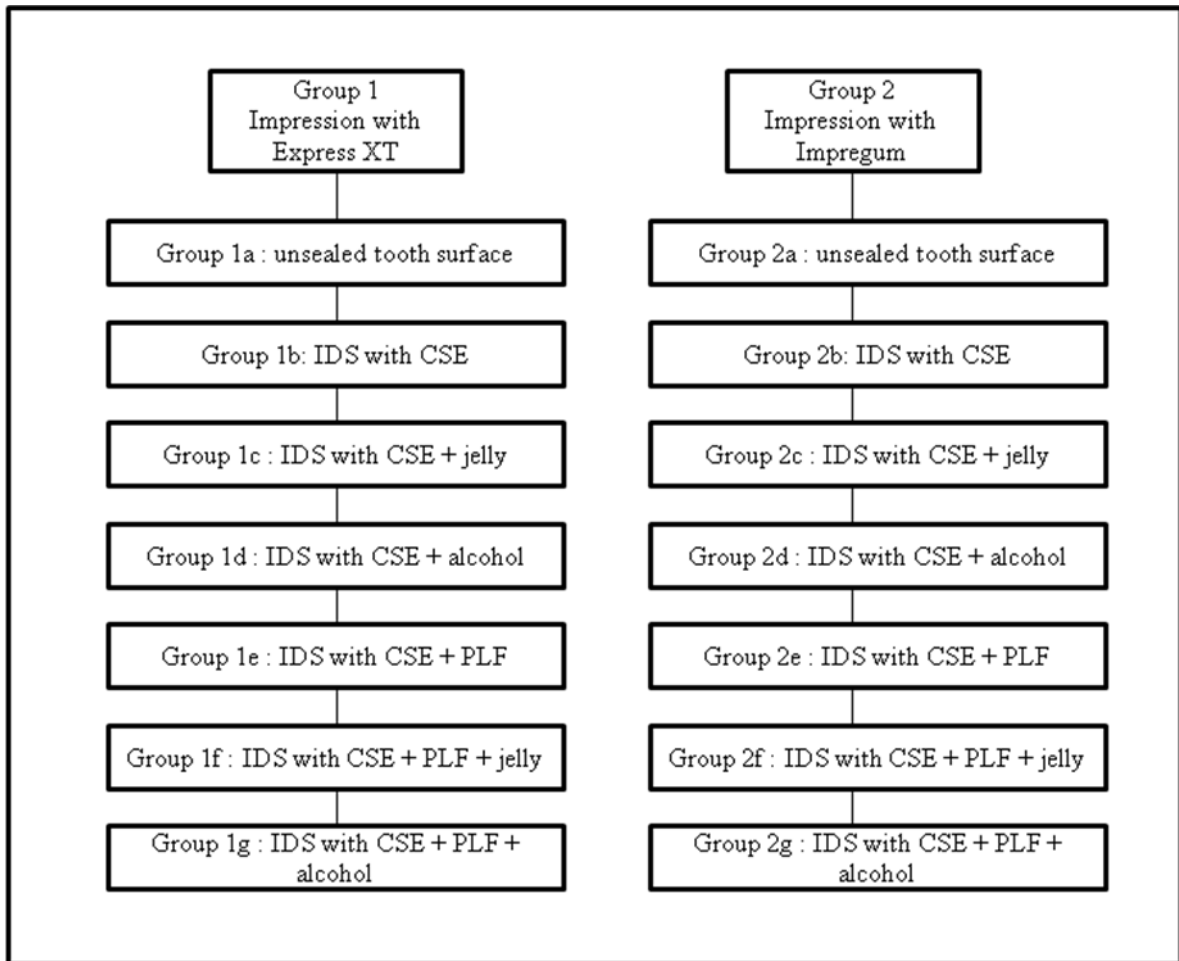 Group 1
Impression with
Express XT
Group 1a : unsealed tooth surface
Group 1b: IDS with CSE
Group 1c : IDS with CSE + jelly
Group 1d : IDS with CSE + alcohol
Group 1e : IDS with CSE + PLF
Group 1f : IDS with CSE + PLF + jelly
Group 1g : IDS with CSE + PLF +
alcohol
Group 2
Impression with
Impregum
Group 2a : unsealed tooth surface
Group 2b: IDS with CSE
Group 2c : IDS with CSE + jelly
Group 2d : IDS with CSE + alcohol
Group 2e : IDS with CSE + PLF
Group 2f : IDS with CSE + PLF + jelly
Group 2g : IDS with CSE + PLF +
alcohol